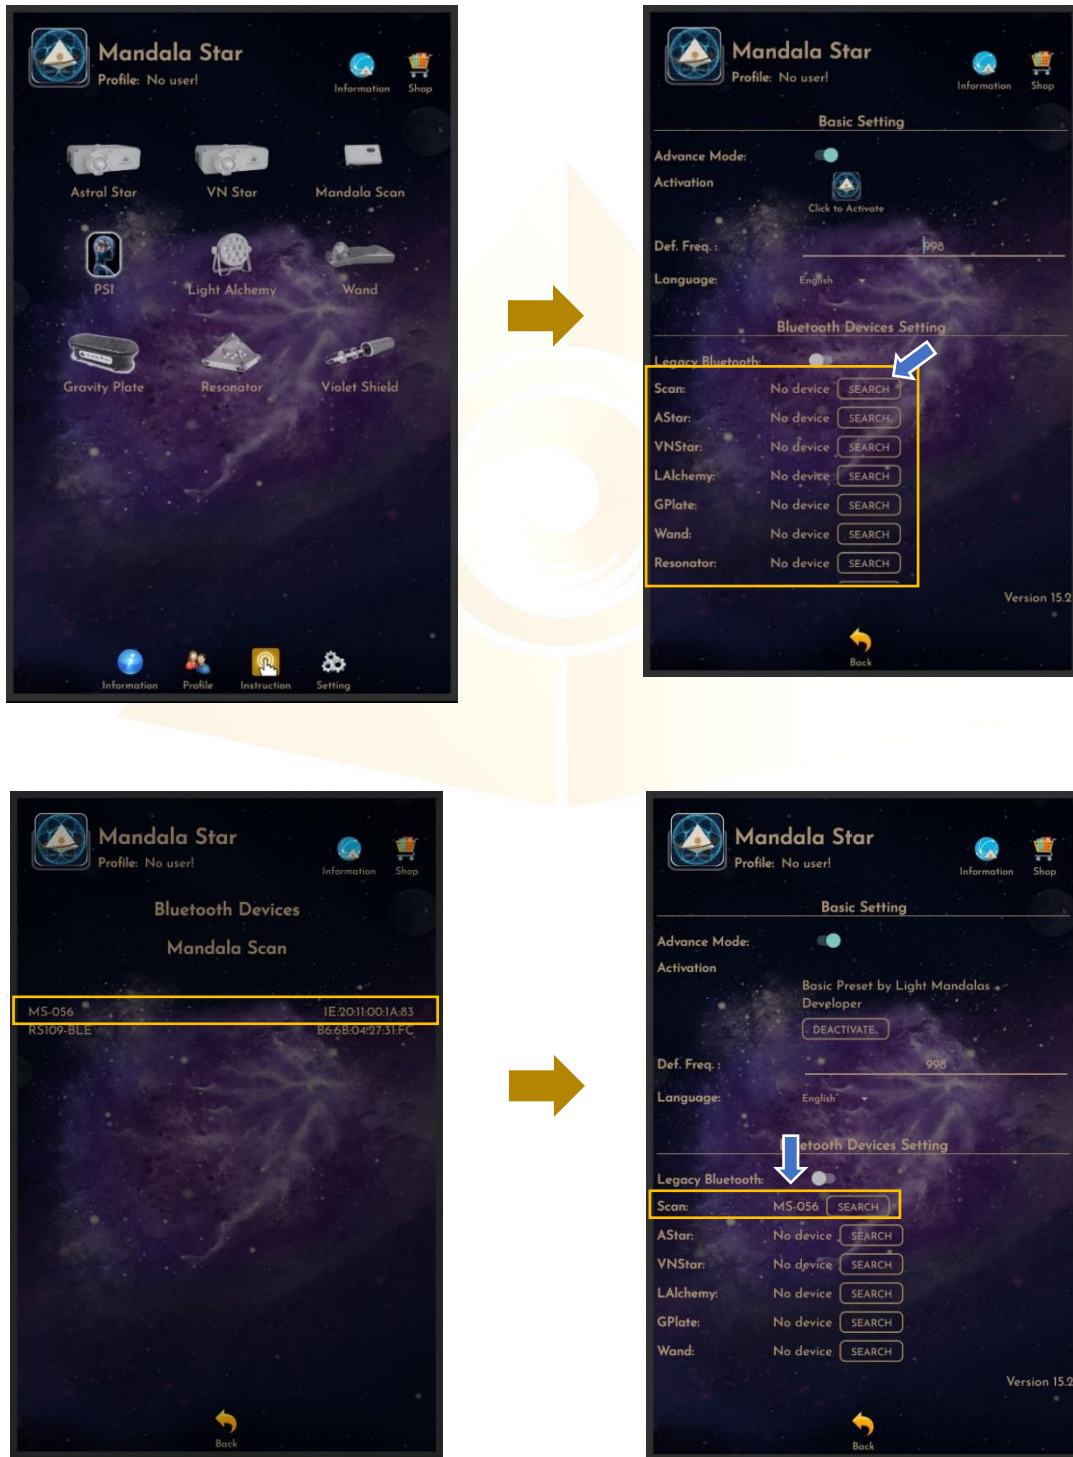 Mandala Star
Profile: No user!
Information Shop
Astral Star VN Star Mandala Scan
PSI Light Alchemy Wand
Gravity Plate Resonator Violet Shield
Information Profile Instruction Setting
Mandala Star
Profile: No user!
Information Shop
Basic Setting
Advance Mode:
Activation
Click to Activate
Def. Freq. : 998
Language: English
Bluetooth Devices Setting
Legacy Bluetooth:
Scan: No device SEARCH
AStar: No device SEARCH
VNStar: No device SEARCH
LAlchemy: No device SEARCH
GPlate: No device SEARCH
Wand: No device SEARCH
Resonator: No device SEARCH
Version 15.2
Back
Mandala Star
Profile: No user!
Information Shop
Bluetooth Devices
Mandala Scan
MS-056 1E:20:11:00:1A:83
RS109-BLE B6:6B:04:27:31:FC
Back
Mandala Star
Profile: No user!
Information Shop
Basic Setting
Advance Mode:
Activation
Basic Preset by Light Mandalas
Developer
DEACTIVATE..
Def. Freq. : 998
Language: English
etooth Devices Setting
Legacy Bluetooth:
Scan: MS-056 SEARCH
AStar: No device SEARCH
VNStar: No device SEARCH
LAlchemy: No device SEARCH
GPlate: No device SEARCH
Wand: No device SEARCH
Version 15.2
Back